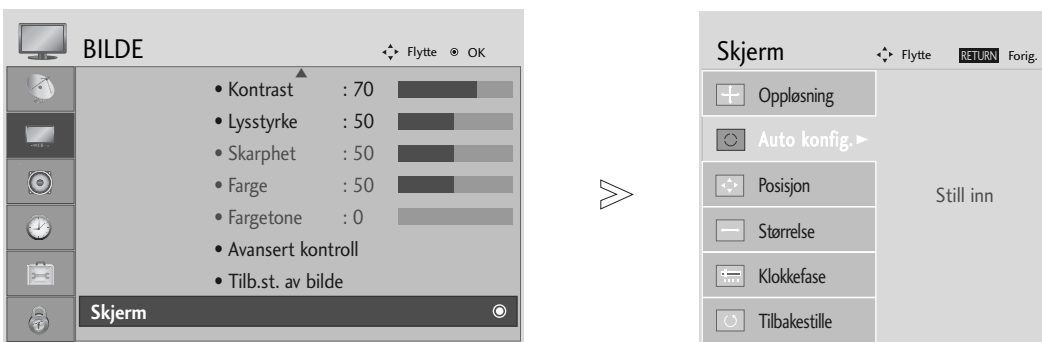 BILDE Flytte OK
• Kontrast : 70
• Lysstyrke : 50
• Skarphet : 50
• Farge : 50
• Fargetone : 0
• Avansert kontroll
• Tilb.st. av bilde
Skjerm
Skjerm Flytte RETURN Forig.
Oppløsning
Auto konfig.
Posisjon
Størrelse
Klokkefase
Tilbakestille
Still inn